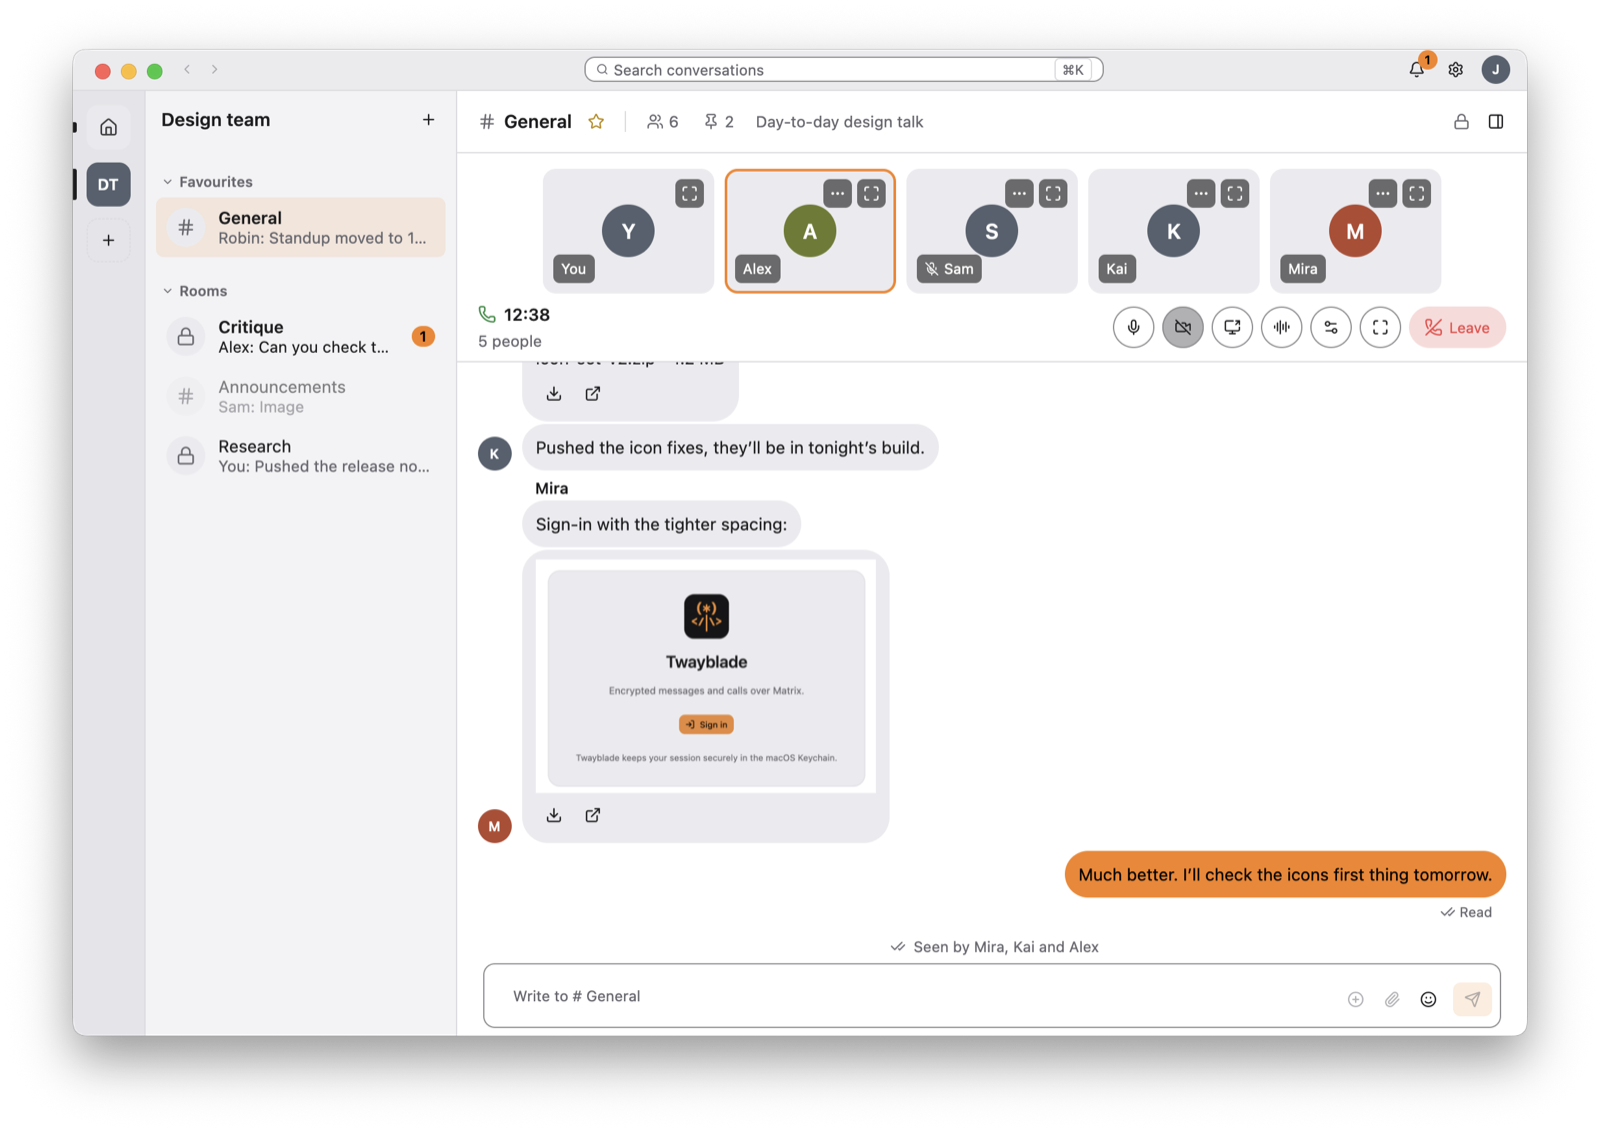 Search conversations
⌘K
1
J
DT
Design team
Favourites
General
Robin: Standup moved to 1...
Rooms
Critique
Alex: Can you check t...
1
Announcements
Sam: Image
Research
You: Pushed the release no...
# General
6
2
Day-to-day design talk
Y
You
A
Alex
S
Sam
K
Kai
M
Mira
12:38
5 people
Leave
K
Pushed the icon fixes, they’ll be in tonight’s build.
Mira
Sign-in with the tighter spacing:
(*)
</|\>
Twayblade
Encrypted messages and calls over Matrix.
Sign in
Twayblade keeps your session securely in the macOS Keychain.
M
Much better. I’ll check the icons first thing tomorrow.
Read
Seen by Mira, Kai and Alex
Write to # General